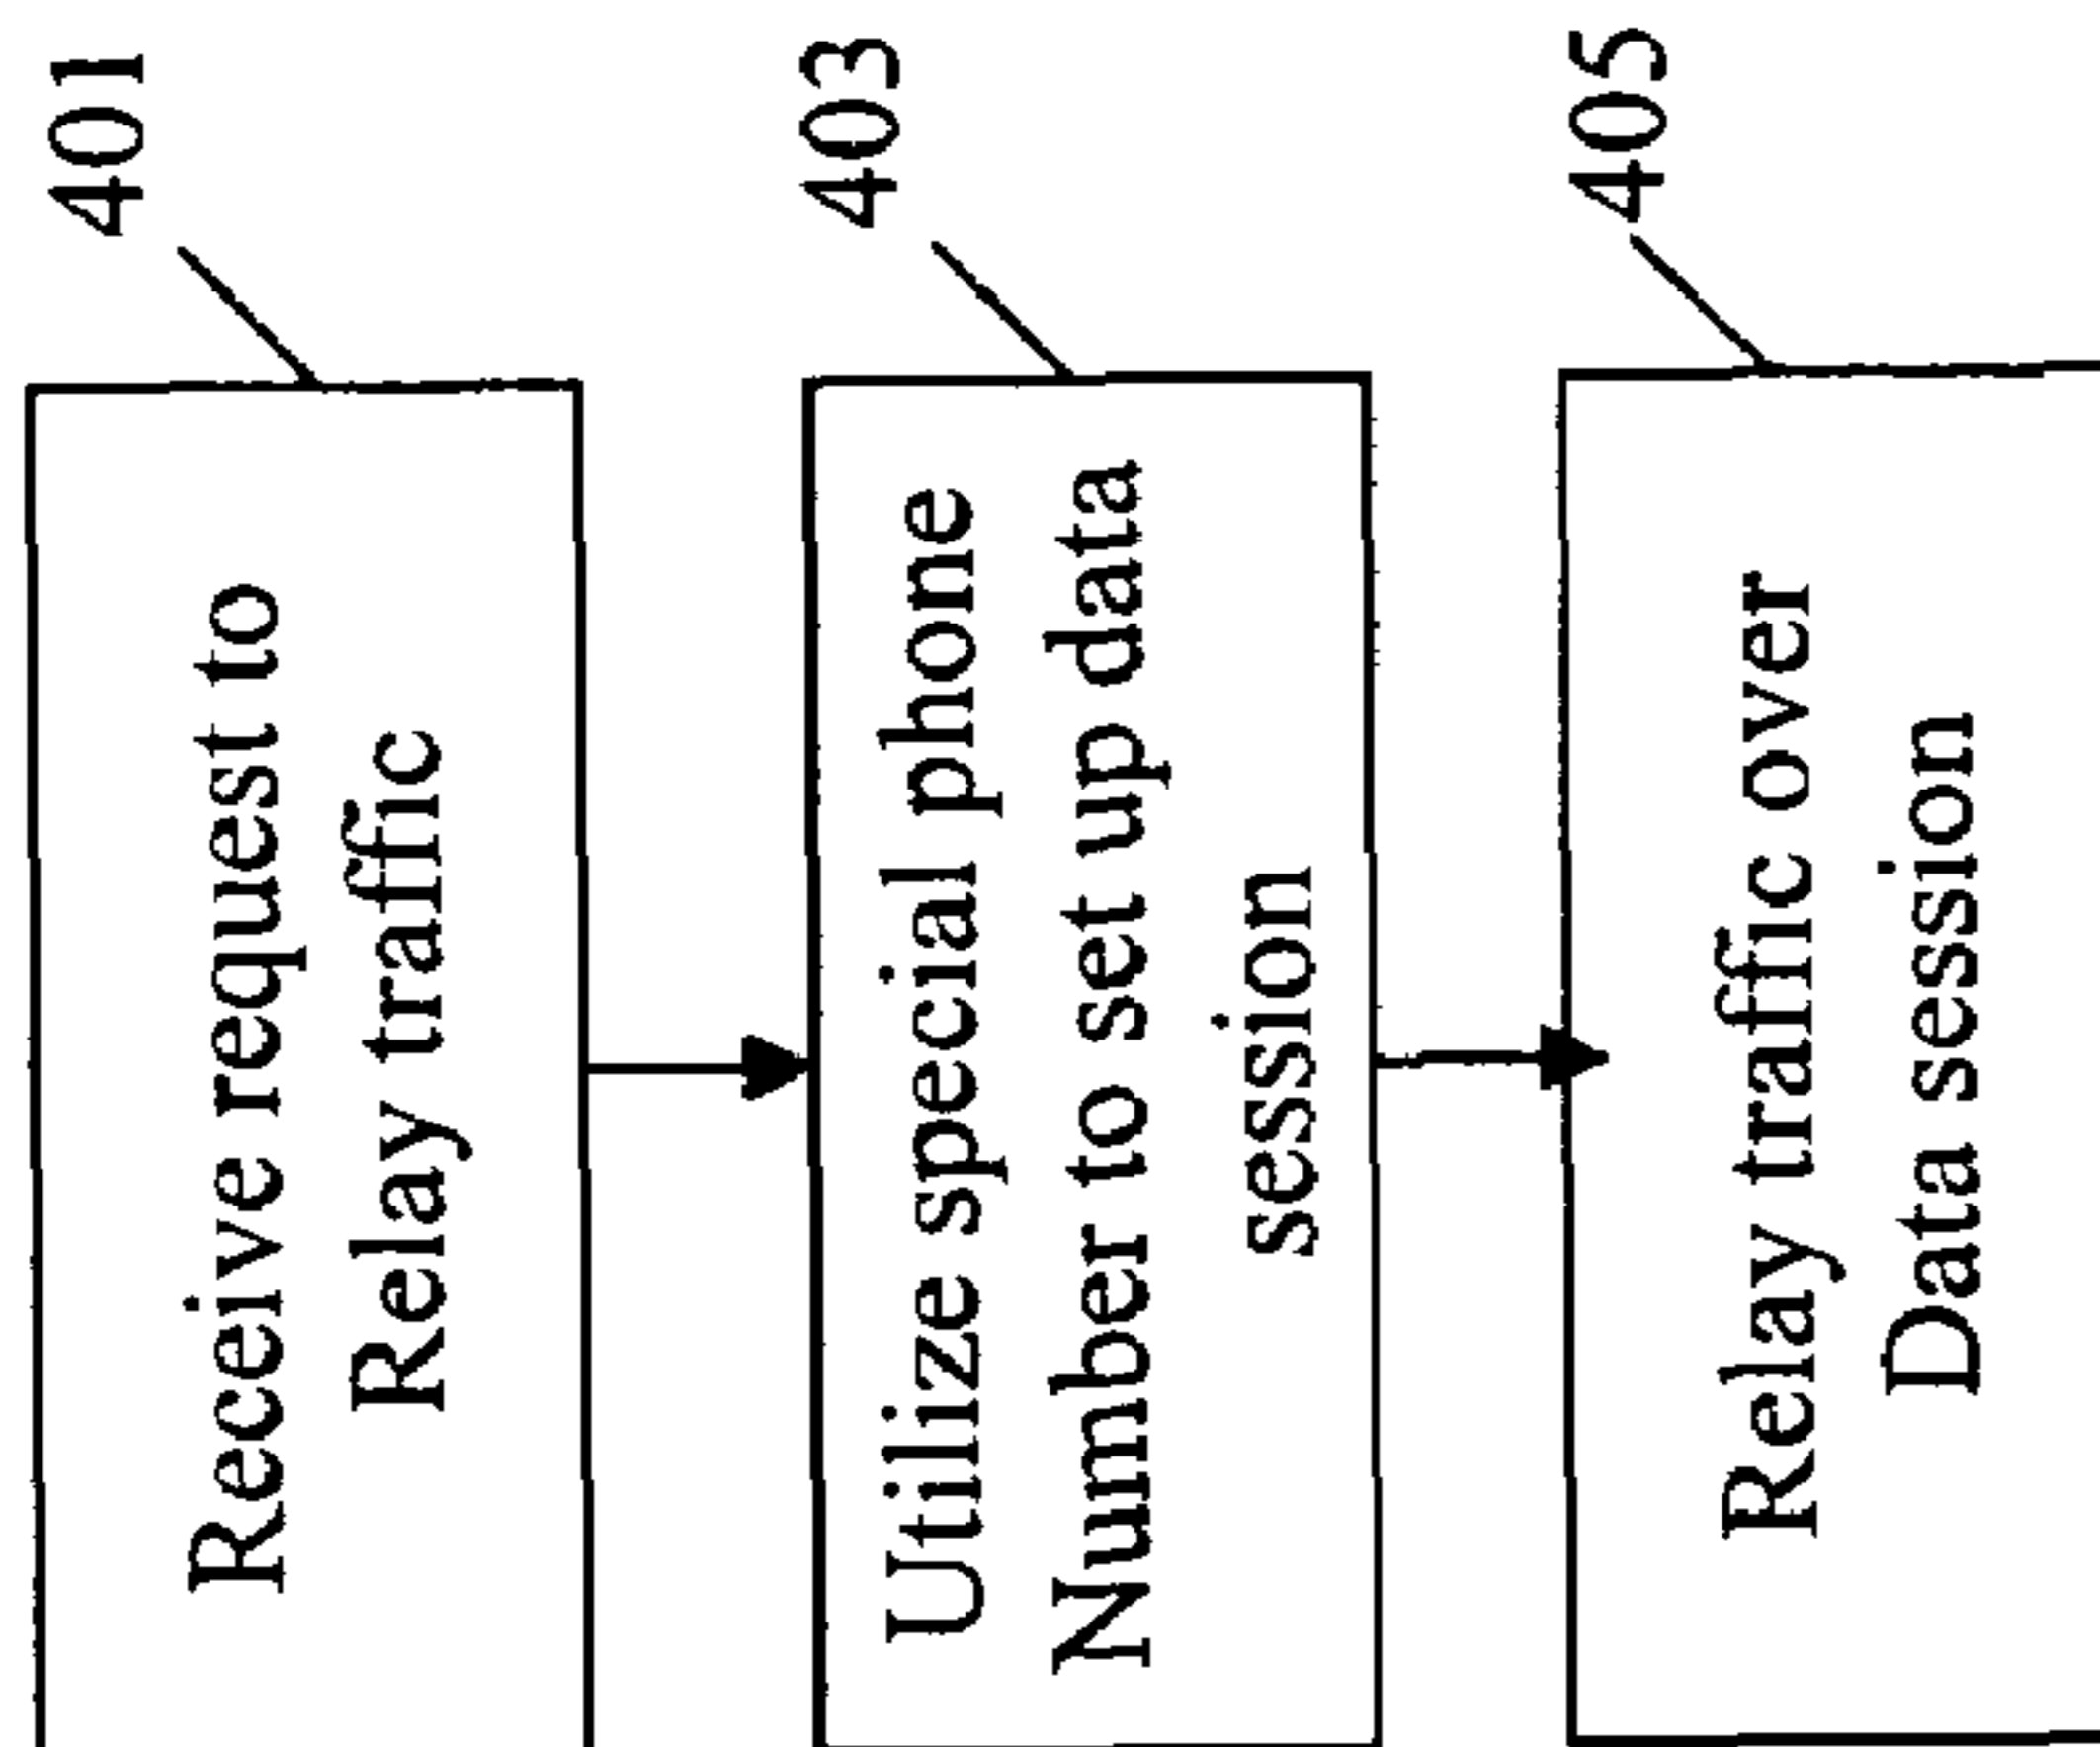 401
Receive request to
Relay traffic
403
Utilize special phone
Number to set up data
session
405
Relay traffic over
Data session